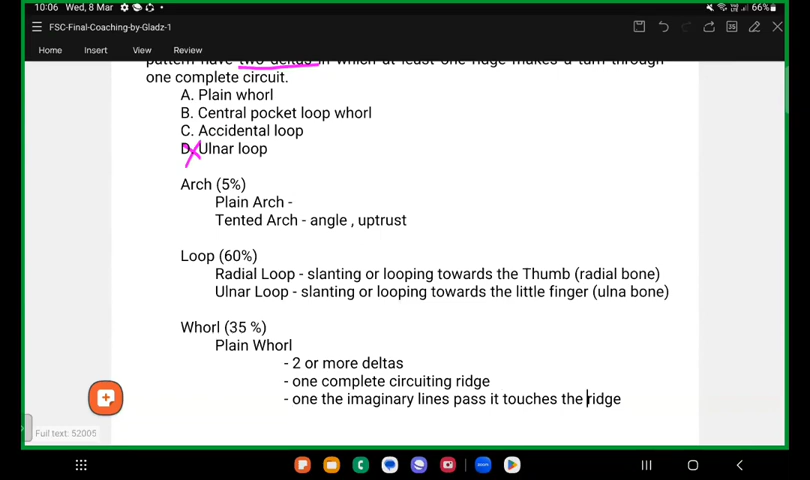 10:06 Wed, 8 Mar 66%
FSC-Final-Coaching-by-Gladz-1 35
Home Insert View Review
pattern have two deltas in which at least one ridge makes a turn through
one complete circuit.
A. Plain whorl
B. Central pocket loop whorl
C. Accidental loop
D. Ulnar loop
Arch (5%)
Plain Arch -
Tented Arch - angle , uptrust
Loop (60%)
Radial Loop - slanting or looping towards the Thumb (radial bone)
Ulnar Loop - slanting or looping towards the little finger (ulna bone)
Whorl (35 %)
Plain Whorl
- 2 or more deltas
- one complete circuiting ridge
- one the imaginary lines pass it touches the ridge
Full text: 52005